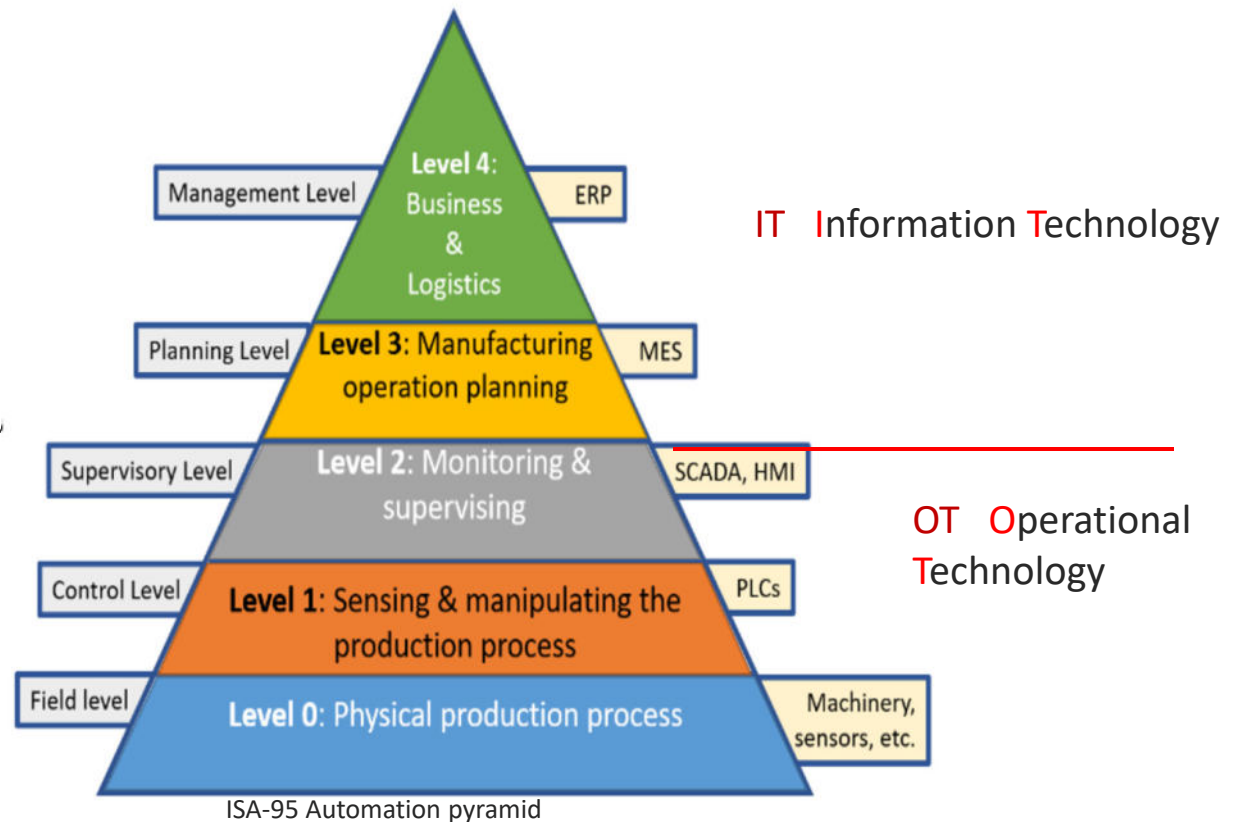 Level 4:
Business
&
Logistics
Management Level
ERP
IT Information Technology
Level 3: Manufacturing
operation planning
Planning Level
MES
Level 2: Monitoring &
supervising
Supervisory Level
SCADA, HMI
OT Operational
Technology
Level 1: Sensing & manipulating the
production process
Control Level
PLCs
Level 0: Physical production process
Field level
Machinery,
sensors, etc.
ISA-95 Automation pyramid